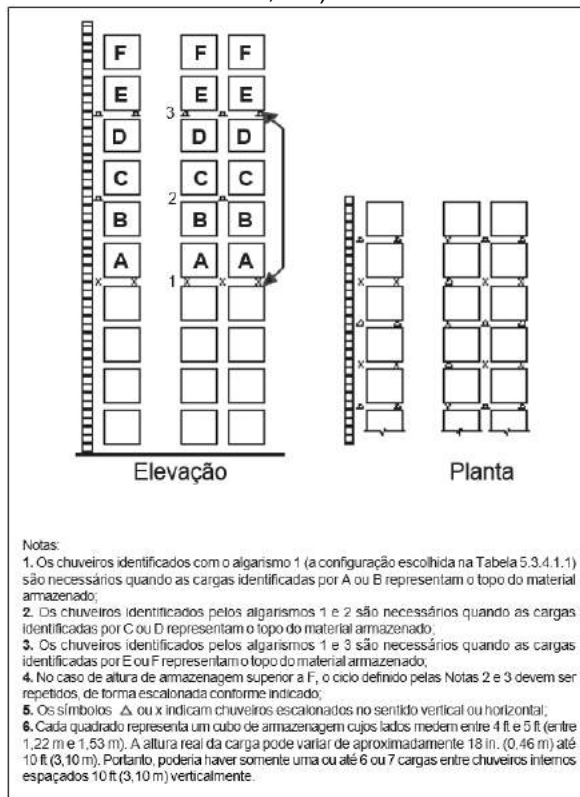 F F F
E E E
3
D D D
C C C
2
B B B
A A A
1
Elevação
Planta
Notas:
1. Os chuveiros identificados com o algarismo 1 (a configuração escolhida na Tabela 5.3.4.1.1)
são necessários quando as cargas identificadas por A ou B representam o topo do material
armazenado;
2. Os chuveiros identificados pelos algarismos 1 e 2 são necessários quando as cargas
identificadas por C ou D representam o topo do material armazenado;
3. Os chuveiros identificados pelos algarismos 1 e 3 são necessários quando as cargas
identificadas por E ou F representam o topo do material armazenado;
4. No caso de altura de armazenagem superior a F, o ciclo definido pelas Notas 2 e 3 devem ser
repetidos, de forma escalonada conforme indicado;
5. Os símbolos △ ou x indicam chuveiros escalonados no sentido vertical ou horizontal;
6. Cada quadrado representa um cubo de armazenagem cujos lados medem entre 4 ft e 5 ft (entre
1,22 m e 1,53 m). A altura real da carga pode variar de aproximadamente 18 in. (0,46 m) até
10 ft (3,10 m). Portanto, poderia haver somente uma ou até 6 ou 7 cargas entre chuveiros internos
espaçados 10 ft (3,10 m) verticalmente.